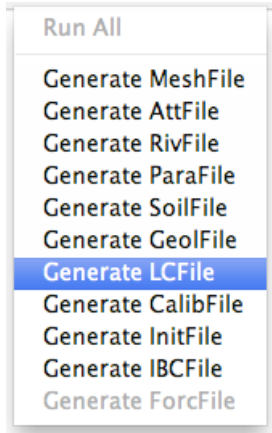 Run All
Generate MeshFile
Generate AttFile
Generate RivFile
Generate ParaFile
Generate SoilFile
Generate GeolFile
Generate LCFile
Generate CalibFile
Generate InitFile
Generate IBCFile
Generate ForcFile